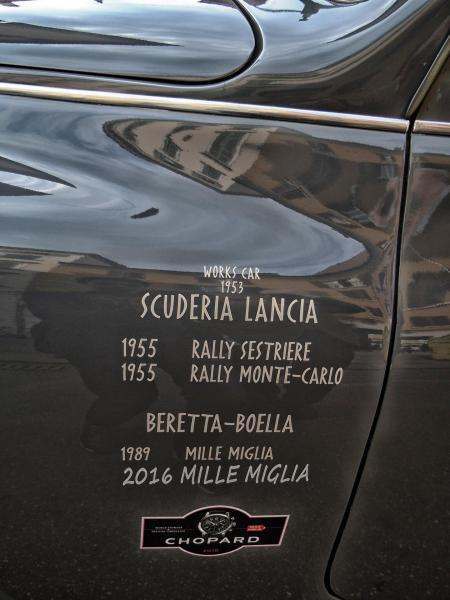 WORKS CAR
1953
SCUDERIA LANCIA
1955 RALLY SESTRIERE
1955 RALLY MONTE-CARLO
BERETTA-BOELLA
1989 MILLE MIGLIA
2016 MILLE MIGLIA
CHOPARD
2016